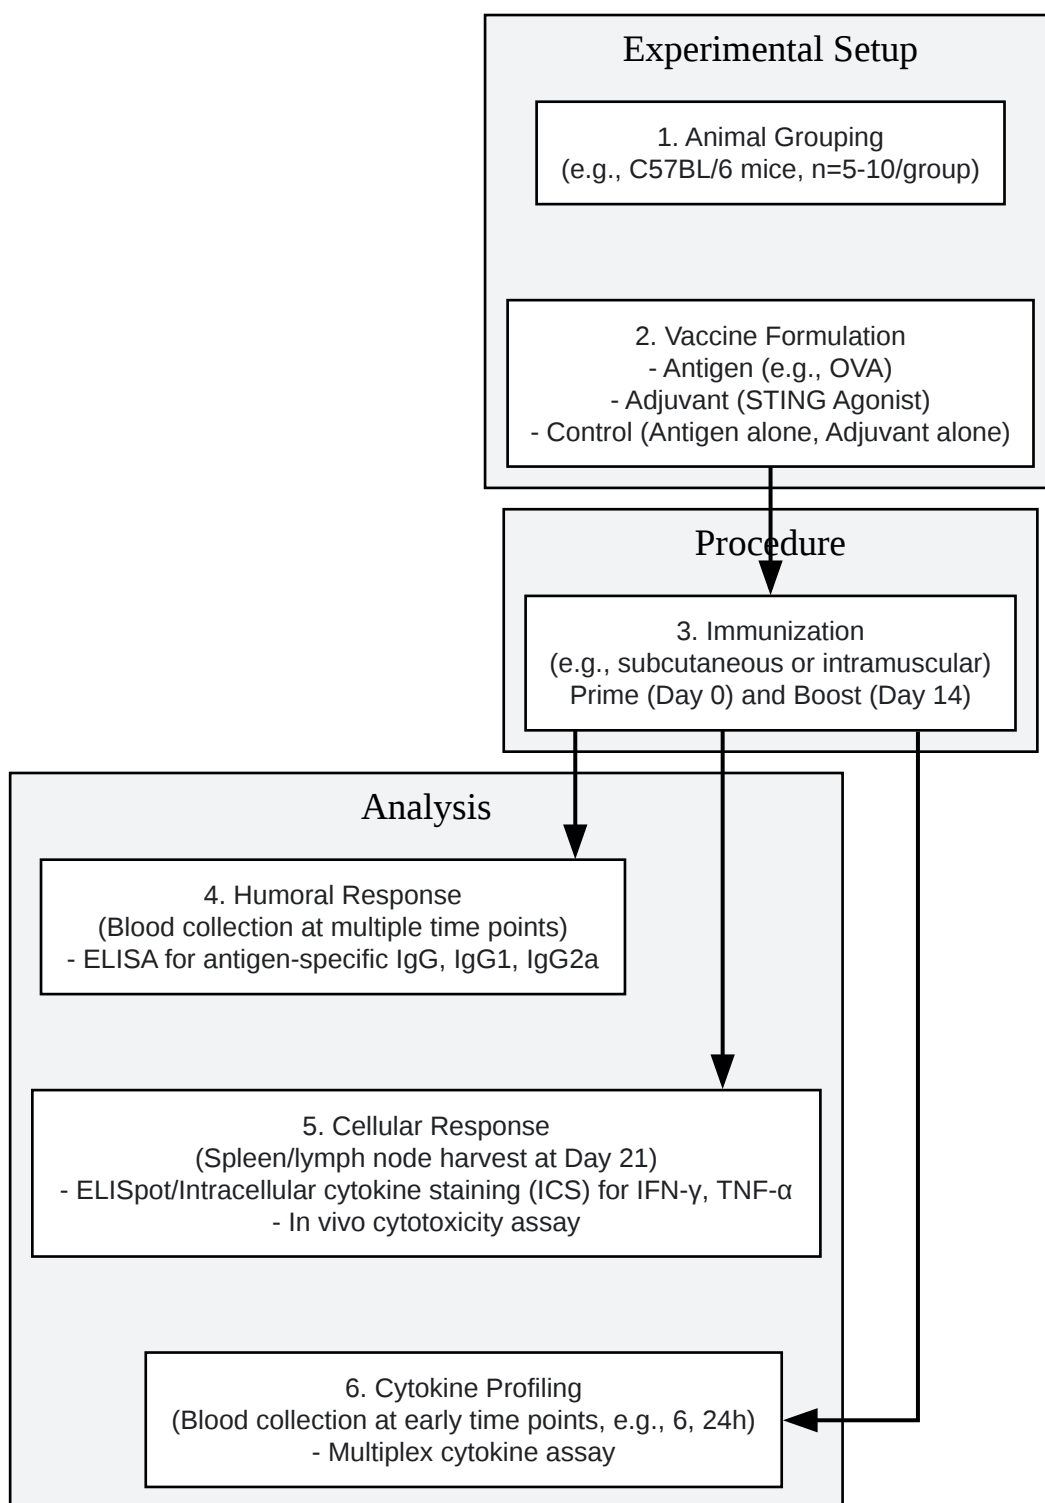 Experimental Setup
1. Animal Grouping
(e.g., C57BL/6 mice, n=5-10/group)
2. Vaccine Formulation
- Antigen (e.g., OVA)
- Adjuvant (STING Agonist)
- Control (Antigen alone, Adjuvant alone)
Procedure
3. Immunization
(e.g., subcutaneous or intramuscular)
Prime (Day 0) and Boost (Day 14)
Analysis
4. Humoral Response
(Blood collection at multiple time points)
- ELISA for antigen-specific IgG, IgG1, IgG2a
5. Cellular Response
(Spleen/lymph node harvest at Day 21)
- ELISpot/Intracellular cytokine staining (ICS) for IFN-γ, TNF-α
- In vivo cytotoxicity assay
6. Cytokine Profiling
(Blood collection at early time points, e.g., 6, 24h)
- Multiplex cytokine assay